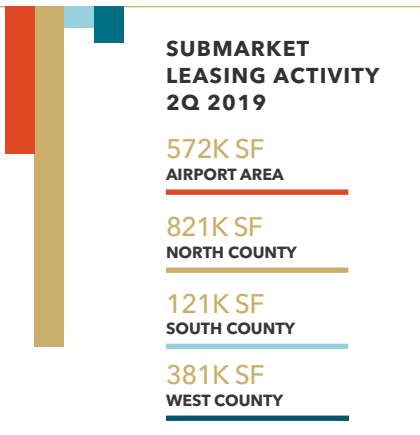 SUBMARKET
LEASING ACTIVITY
2Q 2019
572K SF
AIRPORT AREA
821K SF
NORTH COUNTY
121K SF
SOUTH COUNTY
381K SF
WEST COUNTY